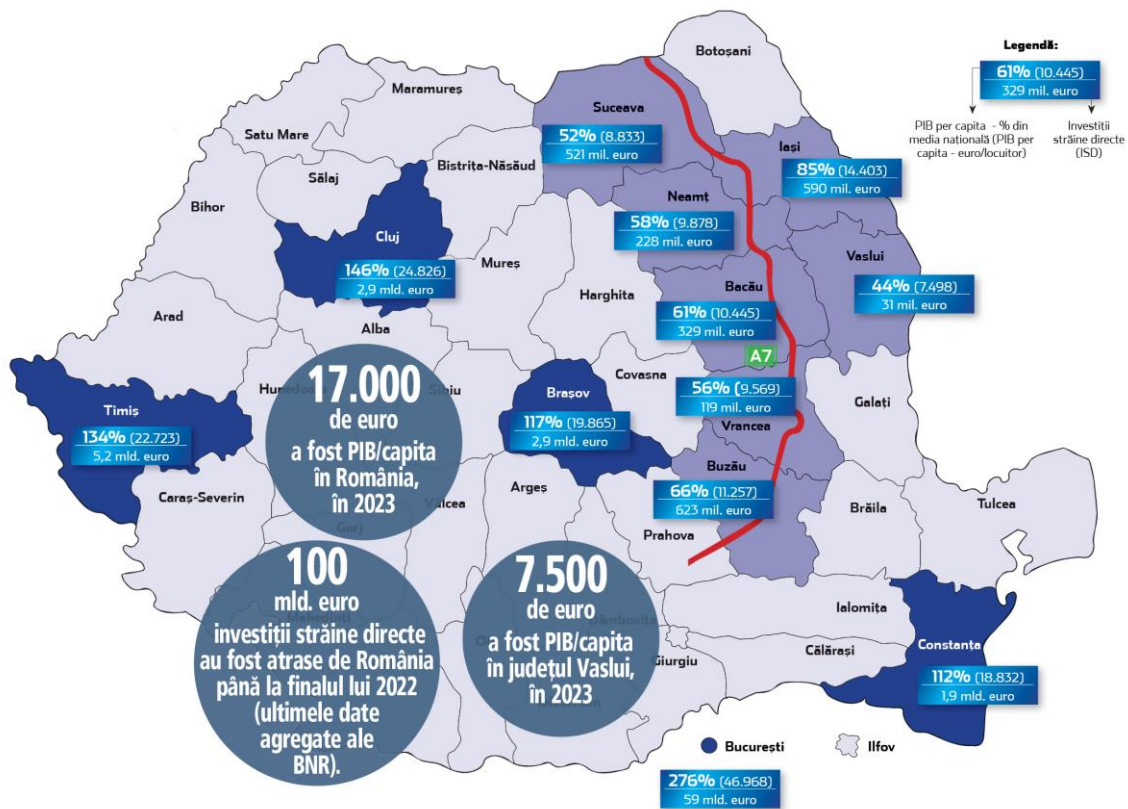 Botoșani
Legendă:
61% (10.445)
329 mil. euro
PIB per capita - % din
media natională (PIB per
capita - euro/locuitor)
Investiții
străine directe
(ISD)
Maramureș
Satu Mare
Suceava
52% (8.833)
521 mil. euro
Iași
85% (14.403)
590 mil. euro
Bistrița-Năsăud
Sălaj
Bihor
Neamț
58% (9.878)
228 mil. euro
Cluj
146% (24.826)
2,9 mld. euro
Mureș
Vaslui
44% (7.498)
31 mil. euro
Bacău
61% (10.445)
329 mil. euro
Harghita
Arad
Alba
A7
Covasna
56% (9.569)
119 mil. euro
Vrancea
Galați
Timiș
134% (22.723)
5,2 mld. euro
Sibiu
Brașov
117% (19.865)
2,9 mld. euro
17.000
de euro
a fost PIB/capita
în România,
în 2023
Buzău
66% (11.257)
623 mil. euro
Caraș-Severin
Vâlcea
Argeș
Brăila
Tulcea
Gorj
Prahova
100
mld. euro
investiții străine directe
au fost atrase de România
până la finalul lui 2022
(ultimele date
agregate ale
BNR).
Mehedinți
7.500
de euro
a fost PIB/capita
în județul Vaslui,
în 2023
Dâmbovița
Giurgiu
Ialomița
Călărași
Constanța
112% (18.832)
1,9 mld. euro
București
Ilfov
276% (46.968)
59 mld. euro